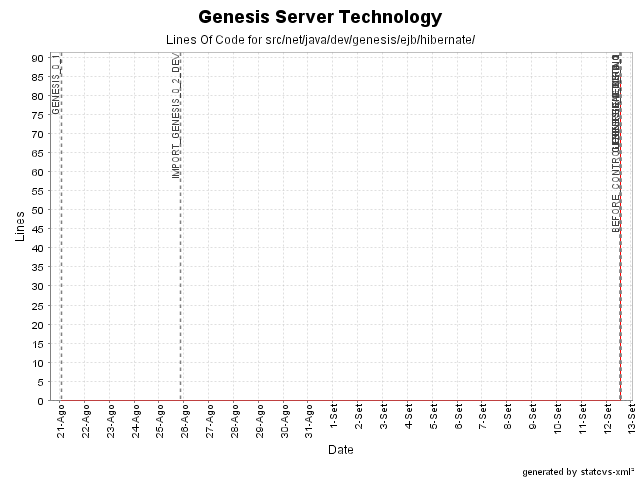 Genesis Server Technology
Lines Of Code for src/net/java/dev/genesis/ejb/hibernate/
90
85
80
75
70
65
60
55
50
45
40
35
30
25
20
15
10
5
0
Lines
GENESIS_0_1
IMPORT_GENESIS_0_2_DEV
21-Ago
22-Ago
23-Ago
24-Ago
25-Ago
26-Ago
27-Ago
28-Ago
29-Ago
30-Ago
31-Ago
1-Set
2-Set
3-Set
4-Set
5-Set
6-Set
7-Set
8-Set
9-Set
10-Set
11-Set
12-Set
13-Set
Date
generated by statcvs-xml²